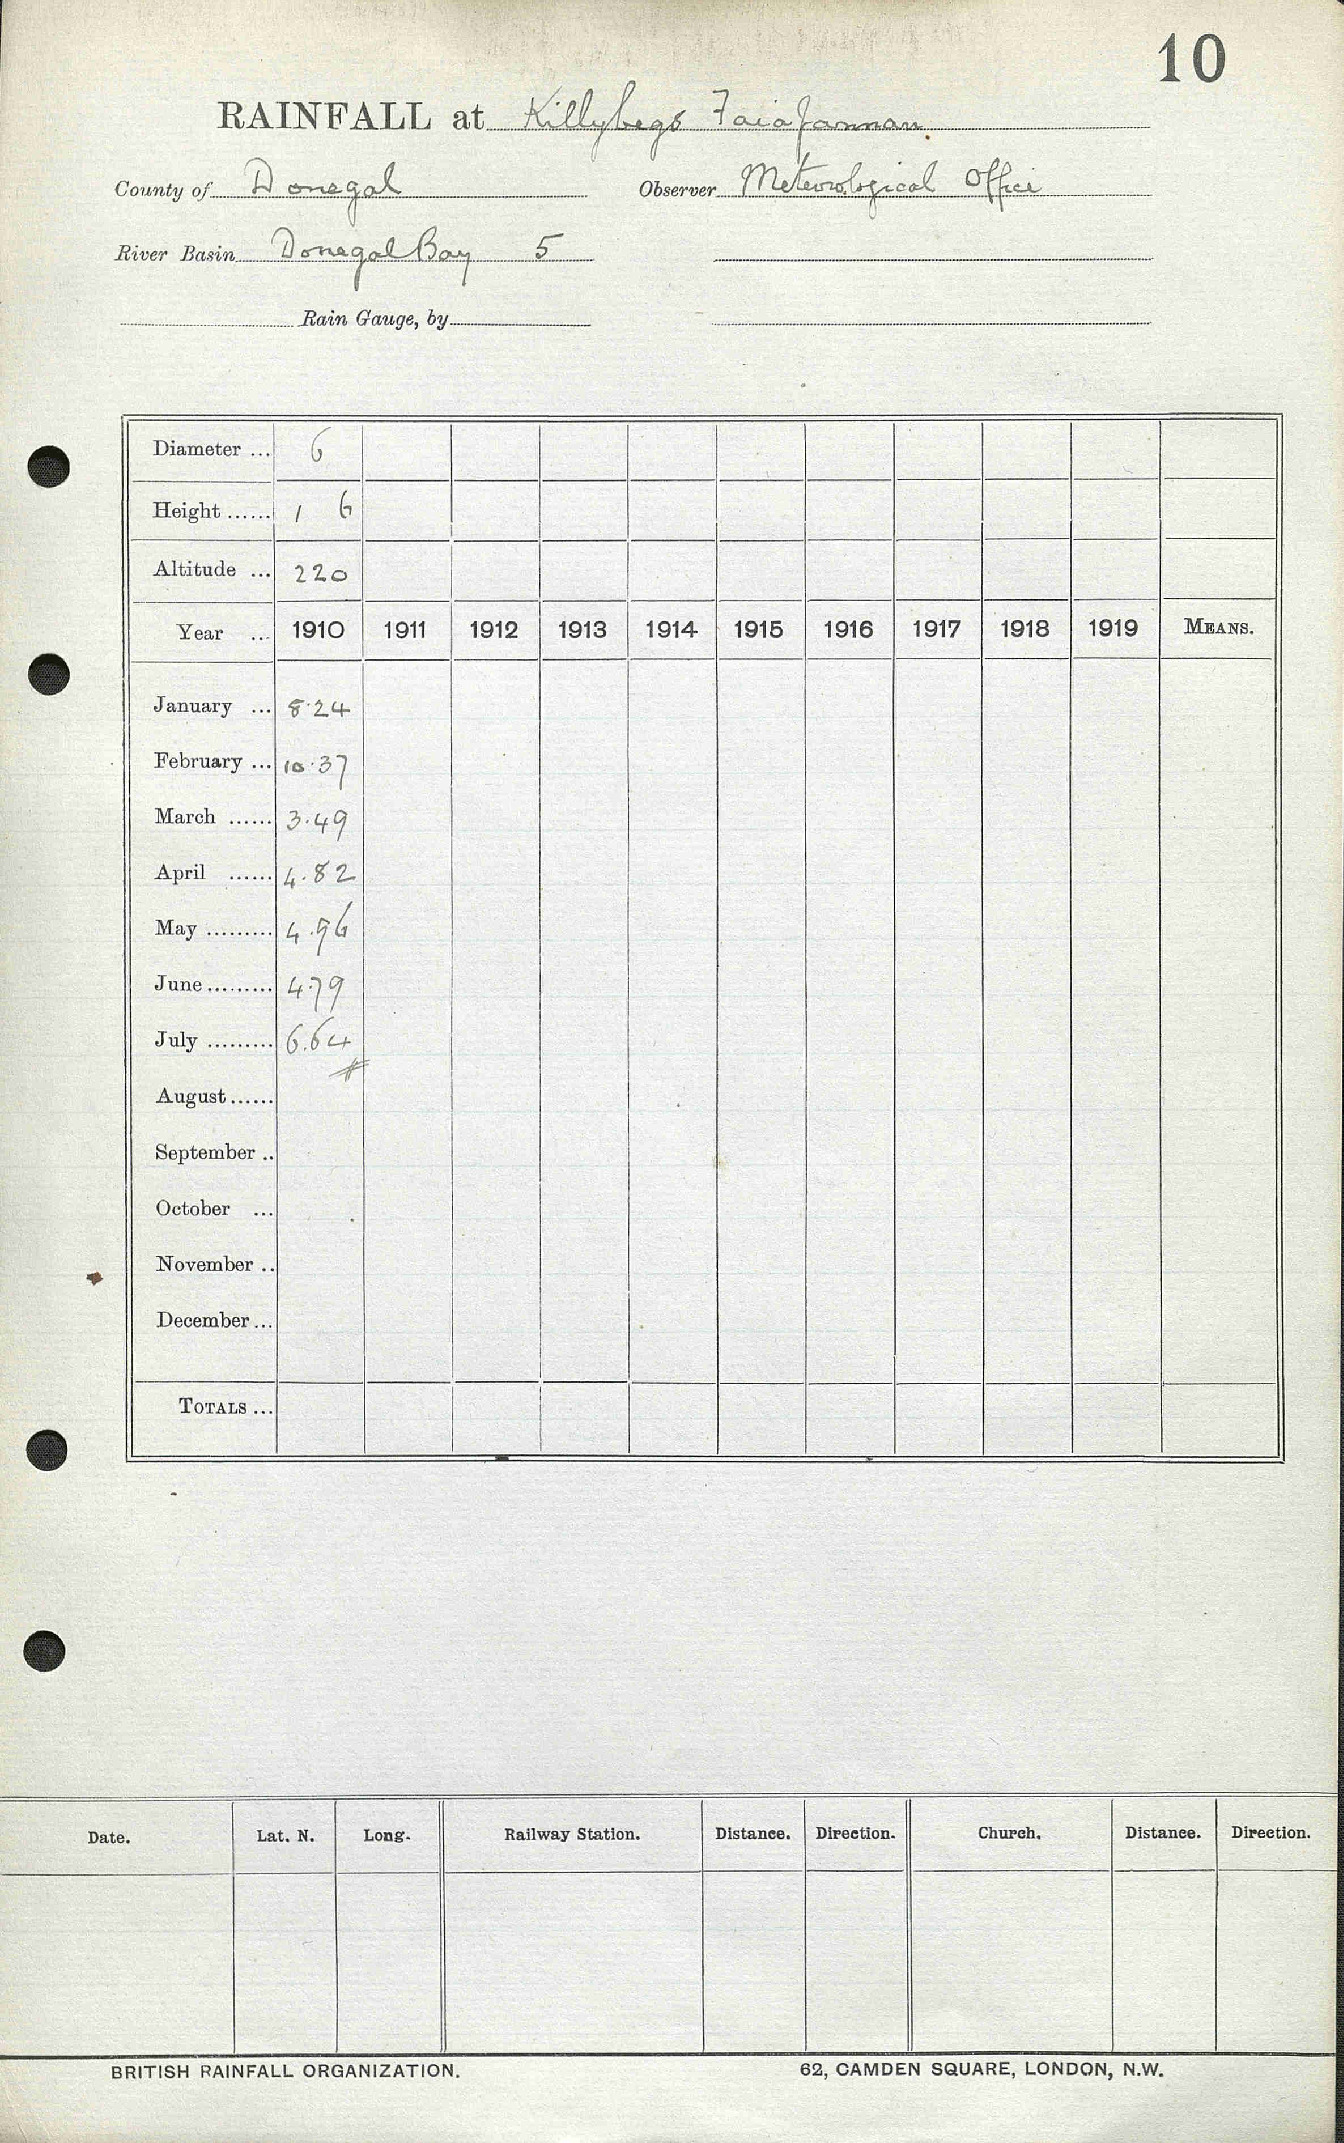 10
RAINFALL at Killybegs
County of Donegal Observer Meteorological Office
River Basin Donegal Bay 5
Rain Gauge, by
Diameter ... 6
Height ...... 1 6
Altitude ... 220
Year ... 1910 1911 1912 1913 1914 1915 1916 1917 1918 1919 MEANS.
January ... 8.24
February ... 10.37
March ...... 3.49
April ...... 4.82
May ......... 4.96
June ......... 4.79
July ......... 6.64
August ......
September ..
October ...
November ..
December ...
TOTALS ...
Date. Lat. N. Long. Railway Station. Distance. Direction. Church. Distance. Direction.
BRITISH RAINFALL ORGANIZATION. 62, CAMDEN SQUARE, LONDON, N.W.